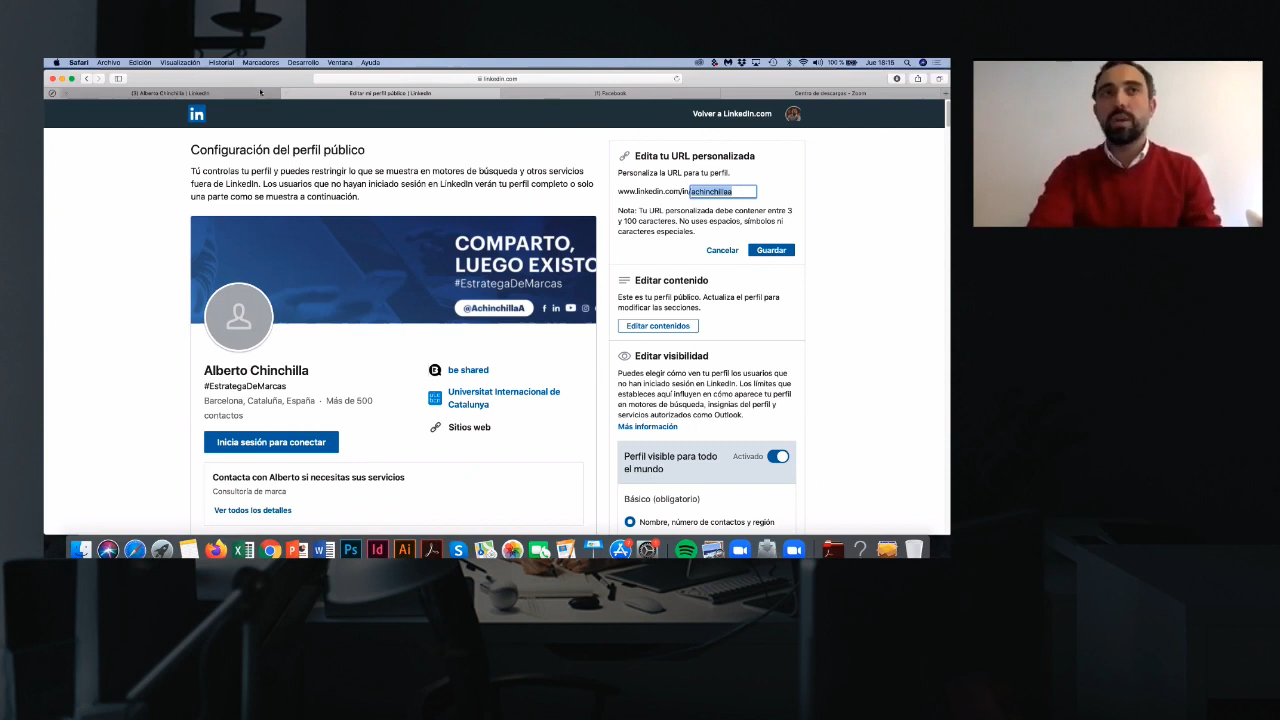 Safari Archivo Edición Visualización Historial Marcadores Desarrollo Ventana Ayuda
100 % Jue 18:15
linkedin.com
(3) Alberto Chinchilla | LinkedIn
Editar mi perfil público | LinkedIn
(1) Facebook
Centro de descargas - Zoom
in
Volver a LinkedIn.com
Configuración del perfil público
Tú controlas tu perfil y puedes restringir lo que se muestra en motores de búsqueda y otros servicios
fuera de LinkedIn. Los usuarios que no hayan iniciado sesión en LinkedIn verán tu perfil completo o solo
una parte como se muestra a continuación.
COMPARTO,
LUEGO EXISTO
#EstrategaDeMarcas
@AchinchillaA
Alberto Chinchilla
#EstrategaDeMarcas
Barcelona, Cataluña, España · Más de 500
contactos
Inicia sesión para conectar
be shared
Universitat Internacional de
Catalunya
Sitios web
Contacta con Alberto si necesitas sus servicios
Consultoría de marca
Ver todos los detalles
Edita tu URL personalizada
Personaliza la URL para tu perfil.
www.linkedin.com/in/achinchillaa
Nota: Tu URL personalizada debe contener entre 3
y 100 caracteres. No uses espacios, símbolos ni
caracteres especiales.
Cancelar Guardar
Editar contenido
Este es tu perfil público. Actualiza el perfil para
modificar las secciones.
Editar contenidos
Editar visibilidad
Puedes elegir cómo ven tu perfil los usuarios que
no han iniciado sesión en LinkedIn. Los límites que
estableces aquí influyen en cómo aparece tu perfil
en motores de búsqueda, insignias del perfil y
servicios autorizados como Outlook.
Más información
Perfil visible para todo
el mundo
Activado
Básico (obligatorio)
Nombre, número de contactos y región
Ps Id Ai